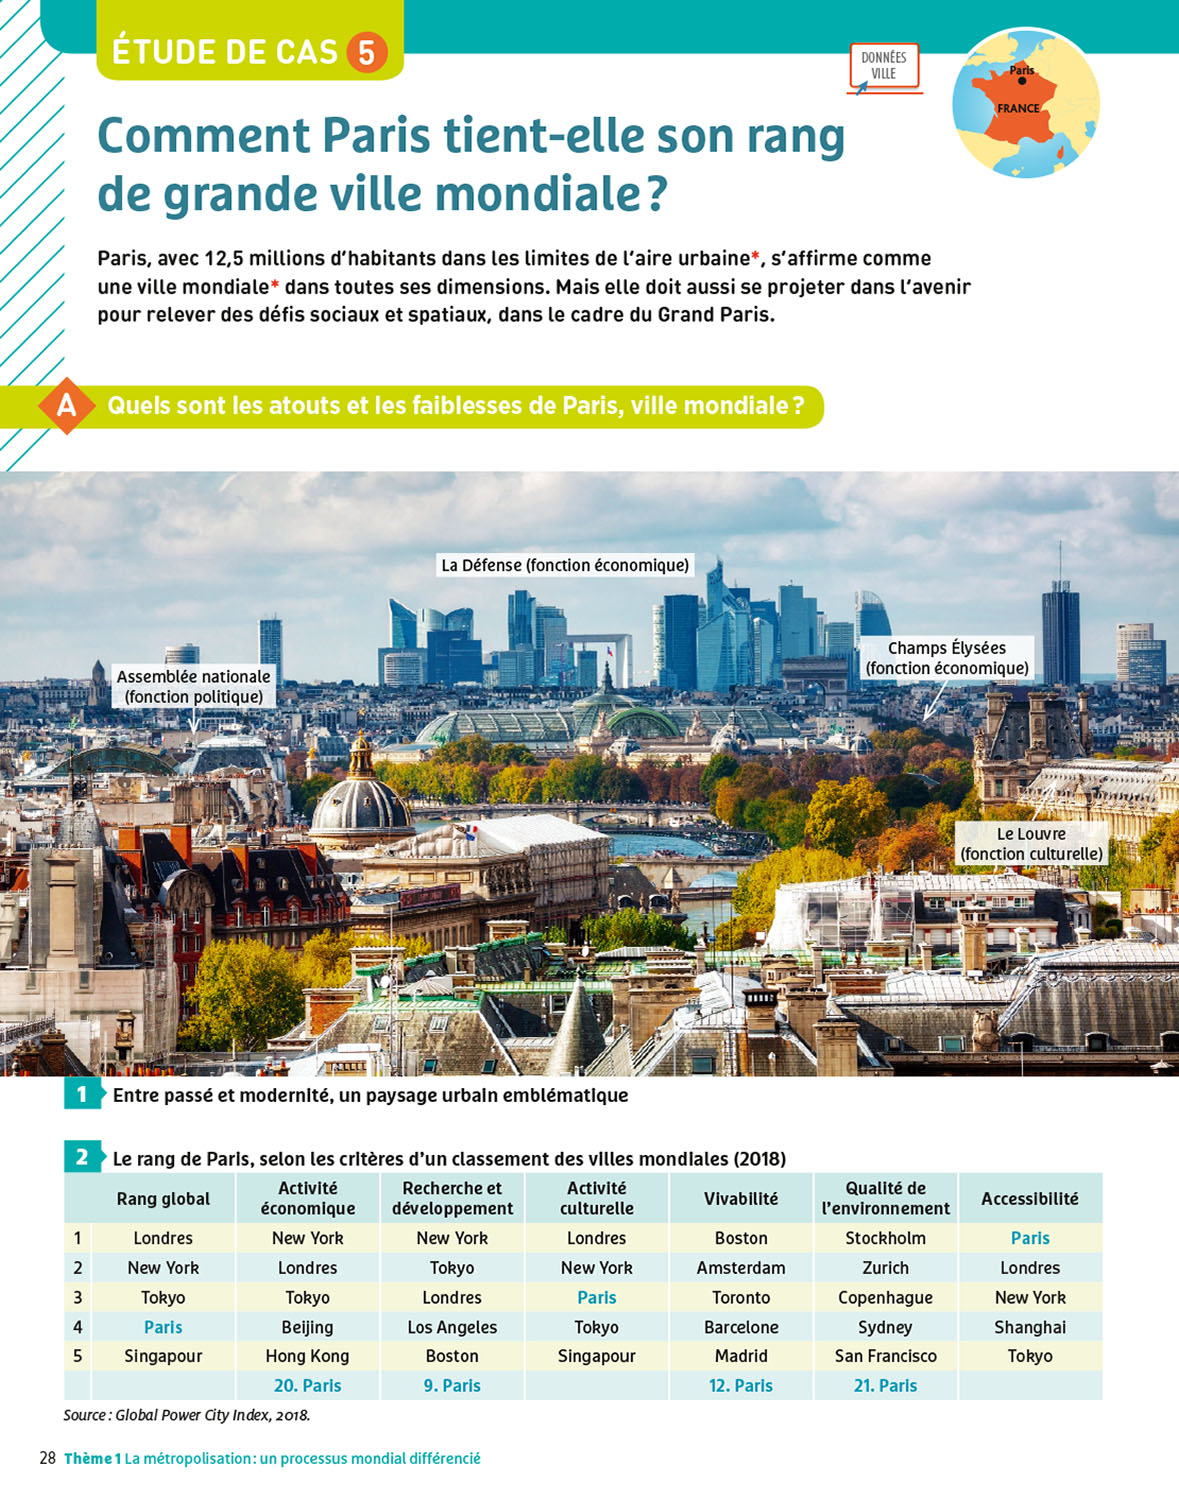 ÉTUDE DE CAS 5
DONNÉES
VILLE
Paris
FRANCE
Comment Paris tient-elle son rang
de grande ville mondiale ?
Paris, avec 12,5 millions d'habitants dans les limites de l'aire urbaine*, s'affirme comme
une ville mondiale* dans toutes ses dimensions. Mais elle doit aussi se projeter dans l'avenir
pour relever des défis sociaux et spatiaux, dans le cadre du Grand Paris.
A Quels sont les atouts et les faiblesses de Paris, ville mondiale ?
La Défense (fonction économique)
Champs Élysées
(fonction économique)
Assemblée nationale
(fonction politique)
Le Louvre
(fonction culturelle)
1 Entre passé et modernité, un paysage urbain emblématique
2 Le rang de Paris, selon les critères d'un classement des villes mondiales (2018)
Rang global Activité économique Recherche et développement Activité culturelle Vivabilité Qualité de l'environnement Accessibilité
1 Londres New York New York Londres Boston Stockholm Paris
2 New York Londres Tokyo New York Amsterdam Zurich Londres
3 Tokyo Tokyo Londres Paris Toronto Copenhague New York
4 Paris Beijing Los Angeles Tokyo Barcelone Sydney Shanghai
5 Singapour Hong Kong Boston Singapour Madrid San Francisco Tokyo
20. Paris 9. Paris 12. Paris 21. Paris
Source : Global Power City Index, 2018.
28 Thème 1 La métropolisation : un processus mondial différencié